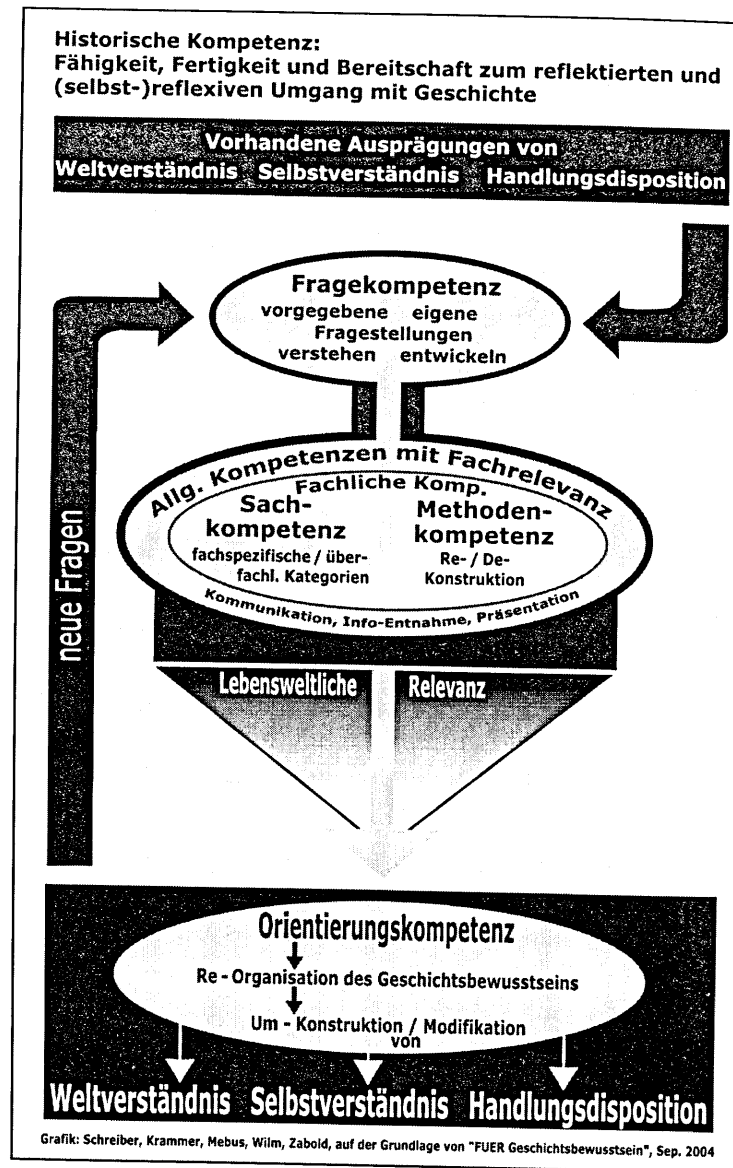 Historische Kompetenz:
Fähigkeit, Fertigkeit und Bereitschaft zum reflektierten und
(selbst-)reflexiven Umgang mit Geschichte
Vorhandene Ausprägungen von
Weltverständnis Selbstverständnis Handlungsdisposition
Fragekompetenz
vorgegebene eigene
Fragestellungen
verstehen entwickeln
Allg. Kompetenzen mit Fachrelevanz
Fachliche Komp.
Sach-
kompetenz
fachspezifische / über-
fachl. Kategorien
Methoden-
kompetenz
Re- / De-
Konstruktion
Kommunikation, Info-Entnahme, Präsentation
neue Fragen
Lebensweltliche Relevanz
Orientierungskompetenz
Re - Organisation des Geschichtsbewusstseins
Um - Konstruktion / Modifikation
von
Weltverständnis Selbstverständnis Handlungsdisposition
Grafik: Schreiber, Krammer, Mebus, Wilm, Zabold, auf der Grundlage von "FUER Geschichtsbewusstsein", Sep. 2004